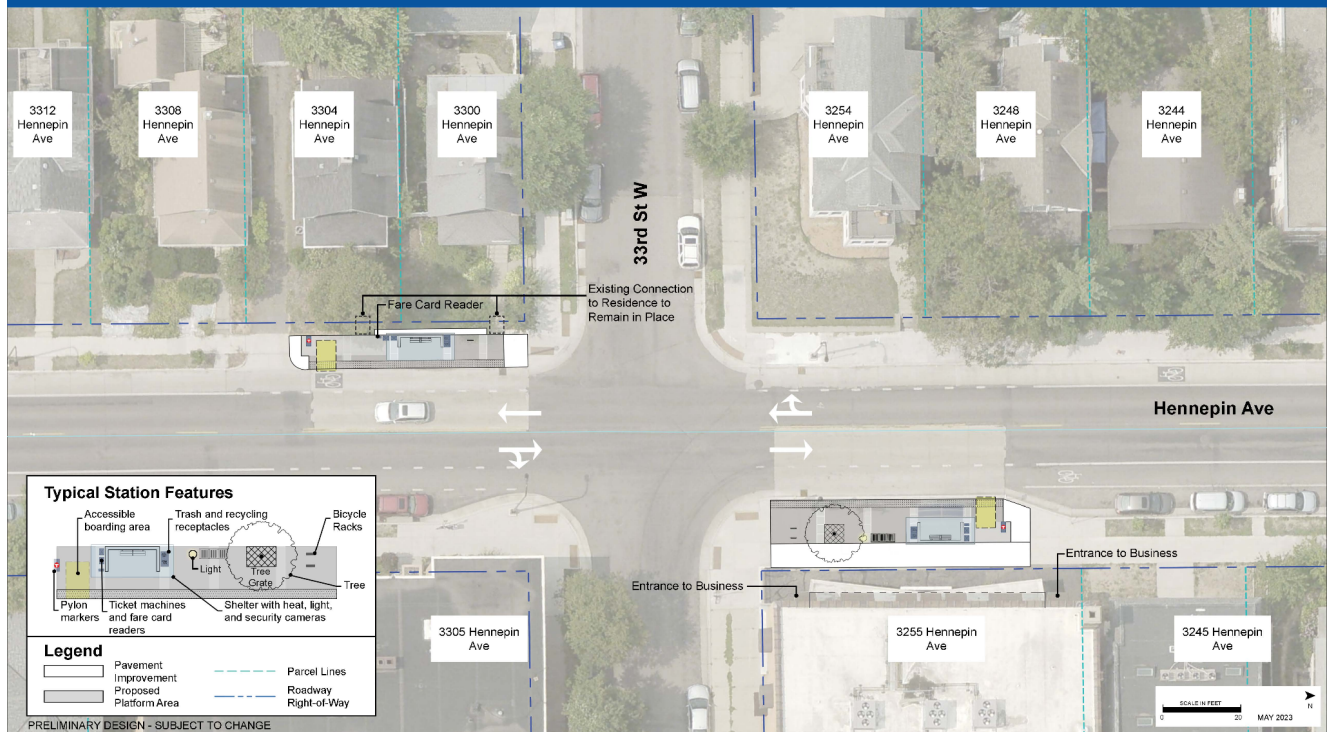 3312
Hennepin
Ave
3308
Hennepin
Ave
3304
Hennepin
Ave
3300
Hennepin
Ave
3254
Hennepin
Ave
3248
Hennepin
Ave
3244
Hennepin
Ave
33rd St W
Existing Connection
to Residence to
Remain in Place
Fare Card Reader
Hennepin Ave
Typical Station Features
Accessible
boarding area
Trash and recycling
receptacles
Bicycle
Racks
Light
Tree
Grate
Tree
Pylon
markers
Ticket machines
and fare card
readers
Shelter with heat, light,
and security cameras
Legend
Pavement
Improvement
Parcel Lines
Proposed
Platform Area
Roadway
Right-of-Way
Entrance to Business
Entrance to Business
3305 Hennepin
Ave
3255 Hennepin
Ave
3245 Hennepin
Ave
SCALE IN FEET
0 20
N
MAY 2023
PRELIMINARY DESIGN - SUBJECT TO CHANGE